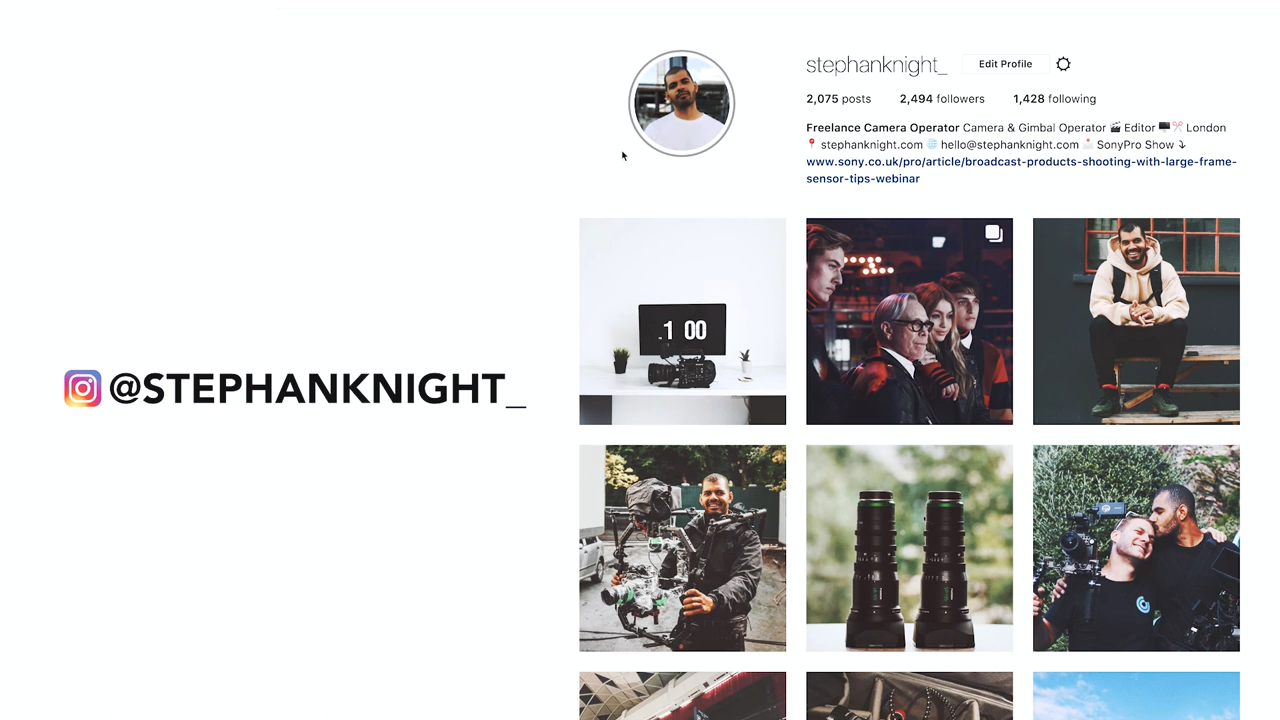 stephanknight_ Edit Profile
2,075 posts 2,494 followers 1,428 following
Freelance Camera Operator Camera & Gimbal Operator 🎬 Editor 🖥✂️ London
📍 stephanknight.com 🌐 hello@stephanknight.com 📩 SonyPro Show ⤵
www.sony.co.uk/pro/article/broadcast-products-shooting-with-large-frame-
sensor-tips-webinar
1 00
@STEPHANKNIGHT_